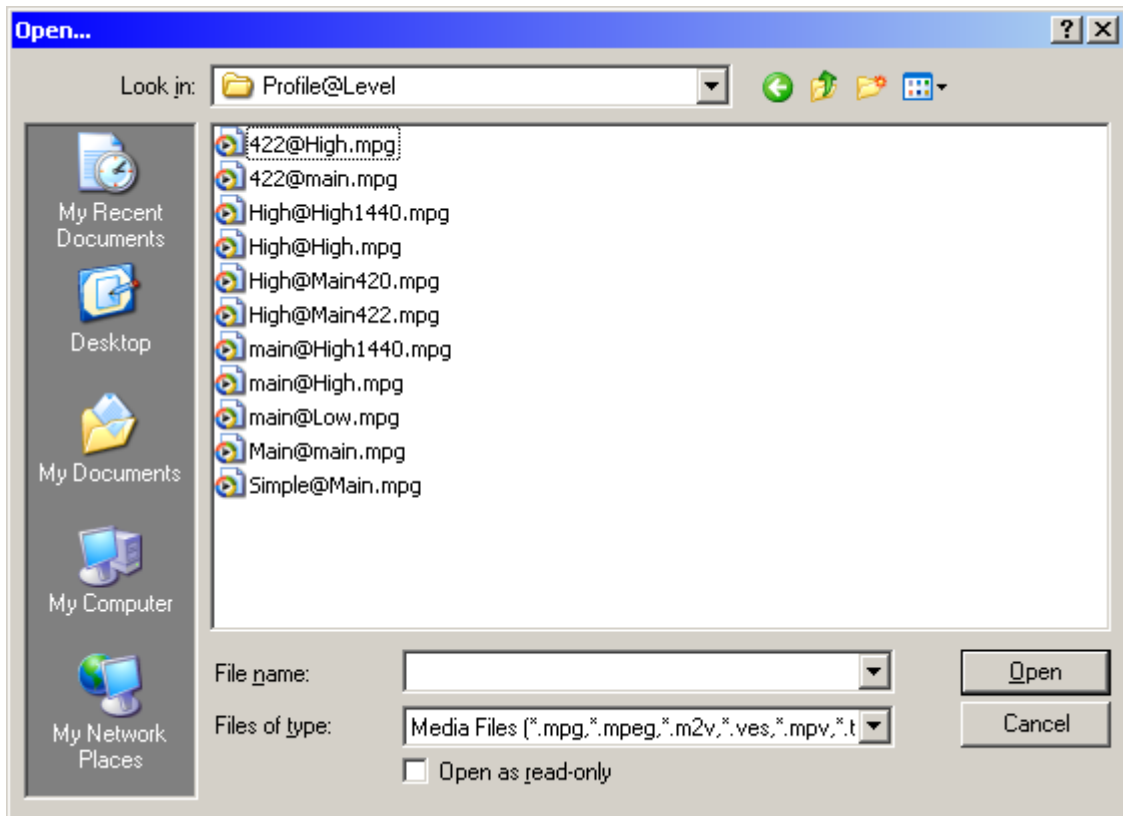 Open...
Look in: Profile@Level
My Recent
Documents
Desktop
My Documents
My Computer
My Network
Places
422@High.mpg
422@main.mpg
High@High1440.mpg
High@High.mpg
High@Main420.mpg
High@Main422.mpg
main@High1440.mpg
main@High.mpg
main@Low.mpg
Main@main.mpg
Simple@Main.mpg
File name:
Open
Files of type: Media Files (*.mpg,*.mpeg,*.m2v,*.ves,*.mpv,*.t
Cancel
Open as read-only